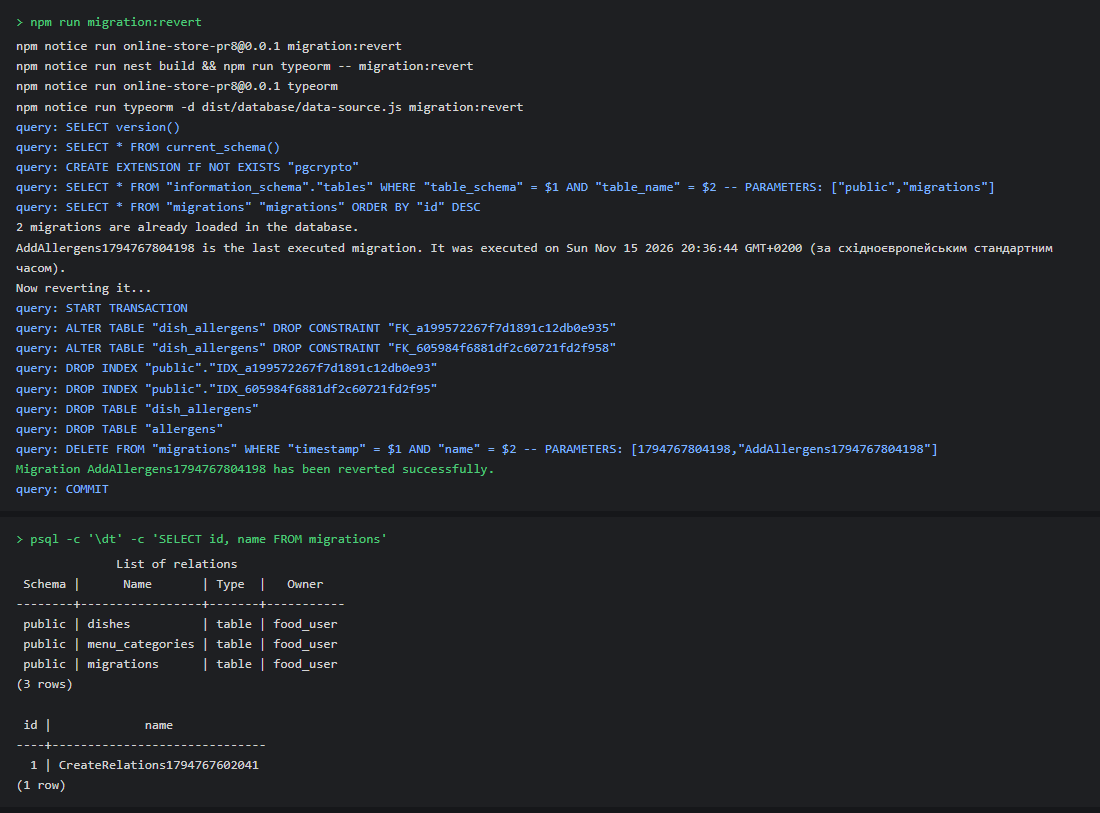 > npm run migration:revert
npm notice run online-store-pr8@0.0.1 migration:revert
npm notice run nest build && npm run typeorm -- migration:revert
npm notice run online-store-pr8@0.0.1 typeorm
npm notice run typeorm -d dist/database/data-source.js migration:revert
query: SELECT version()
query: SELECT * FROM current_schema()
query: CREATE EXTENSION IF NOT EXISTS "pgcrypto"
query: SELECT * FROM "information_schema"."tables" WHERE "table_schema" = $1 AND "table_name" = $2 -- PARAMETERS: ["public","migrations"]
query: SELECT * FROM "migrations" "migrations" ORDER BY "id" DESC
2 migrations are already loaded in the database.
AddAllergens1794767804198 is the last executed migration. It was executed on Sun Nov 15 2026 20:36:44 GMT+0200 (за східноєвропейським стандартним
часом).
Now reverting it...
query: START TRANSACTION
query: ALTER TABLE "dish_allergens" DROP CONSTRAINT "FK_a199572267f7d1891c12db0e935"
query: ALTER TABLE "dish_allergens" DROP CONSTRAINT "FK_605984f6881df2c60721fd2f958"
query: DROP INDEX "public"."IDX_a199572267f7d1891c12db0e93"
query: DROP INDEX "public"."IDX_605984f6881df2c60721fd2f95"
query: DROP TABLE "dish_allergens"
query: DROP TABLE "allergens"
query: DELETE FROM "migrations" WHERE "timestamp" = $1 AND "name" = $2 -- PARAMETERS: [1794767804198,"AddAllergens1794767804198"]
Migration AddAllergens1794767804198 has been reverted successfully.
query: COMMIT
> psql -c '\dt' -c 'SELECT id, name FROM migrations'
              List of relations
 Schema |      Name       | Type  |   Owner
--------+-----------------+-------+-----------
 public | dishes          | table | food_user
 public | menu_categories | table | food_user
 public | migrations      | table | food_user
(3 rows)
 id |             name
----+------------------------------
  1 | CreateRelations1794767602041
(1 row)